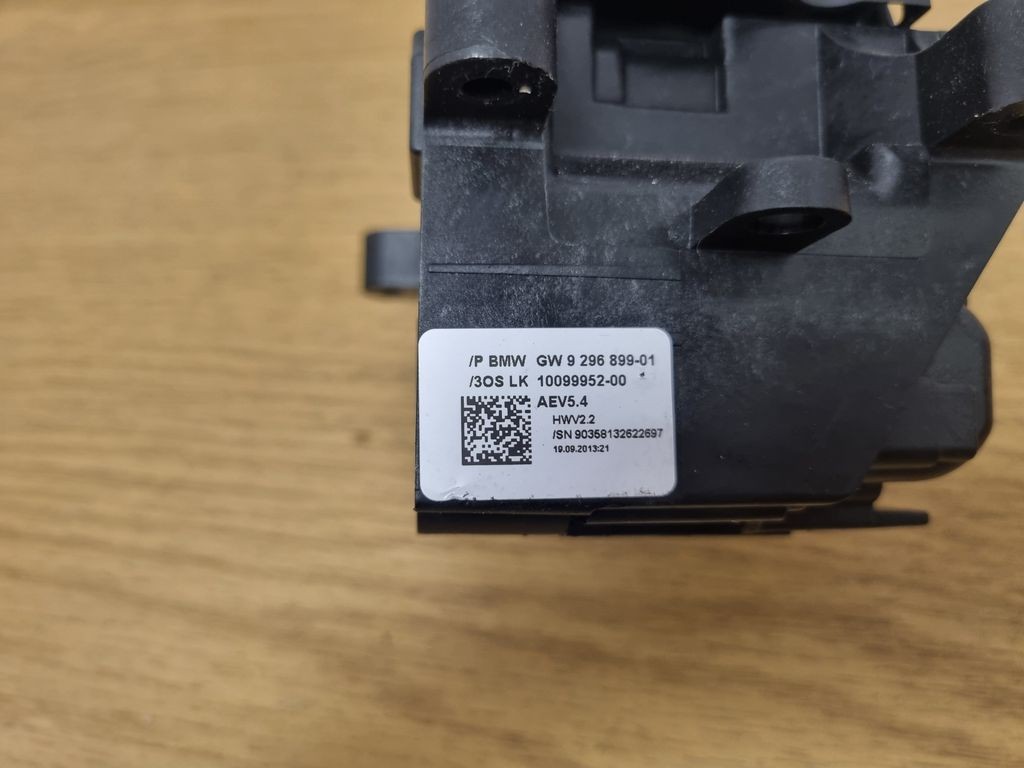 /P BMW GW 9 296 899-01
/3OS LK 10099952-00
AEV5.4
HWV2.2
/SN 90358132622697
19.09.2013:21